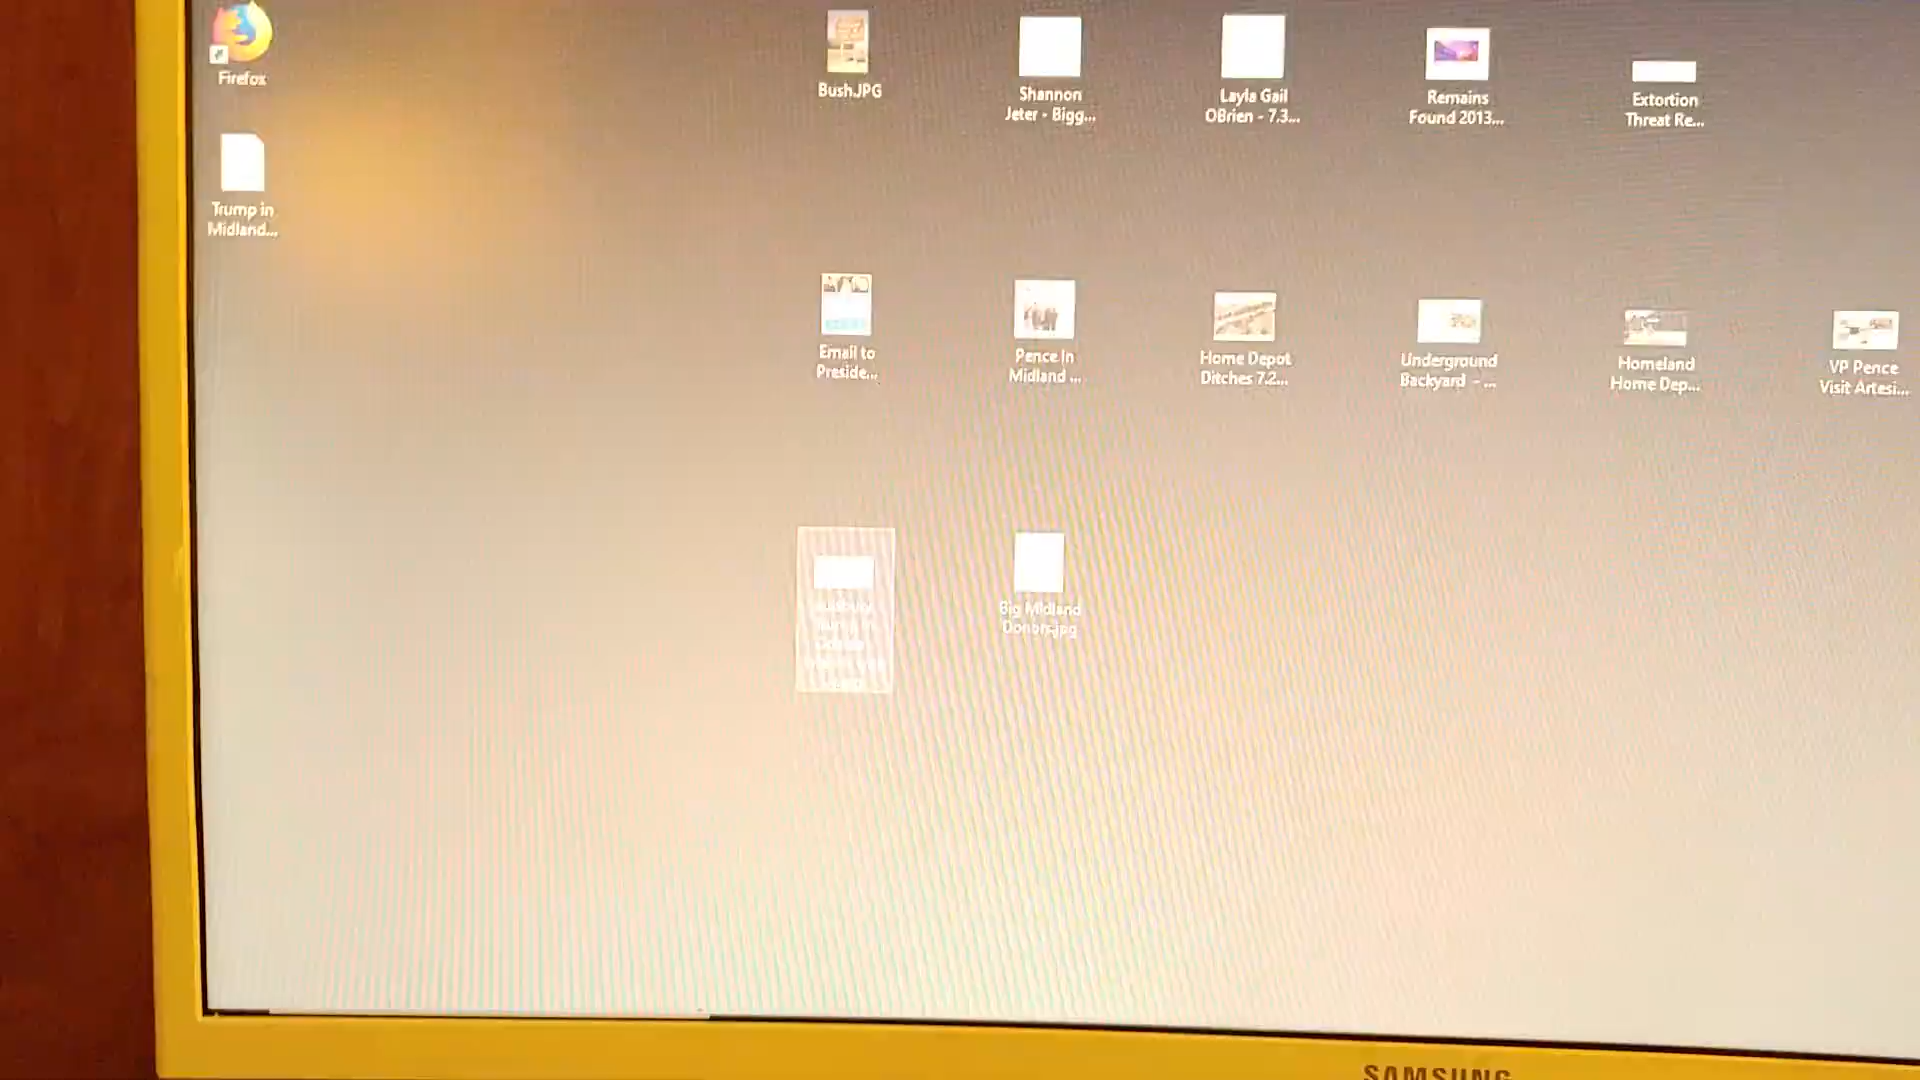 Firefox
Trump in
Midland...
BushJPG
Shannon
Jeter - Bigg...
Layla Gail
OBrien - 7.3...
Remains
Found 2013...
Extortion
Threat Re...
Email to
Preside...
Pence In
Midland ...
Home Depot
Ditches 7.2...
Underground
Backyard - ...
Homeland
Home Dep...
VP Pence
Visit Artesi...
Big Midland
Donors.jpg
SAMSUNG